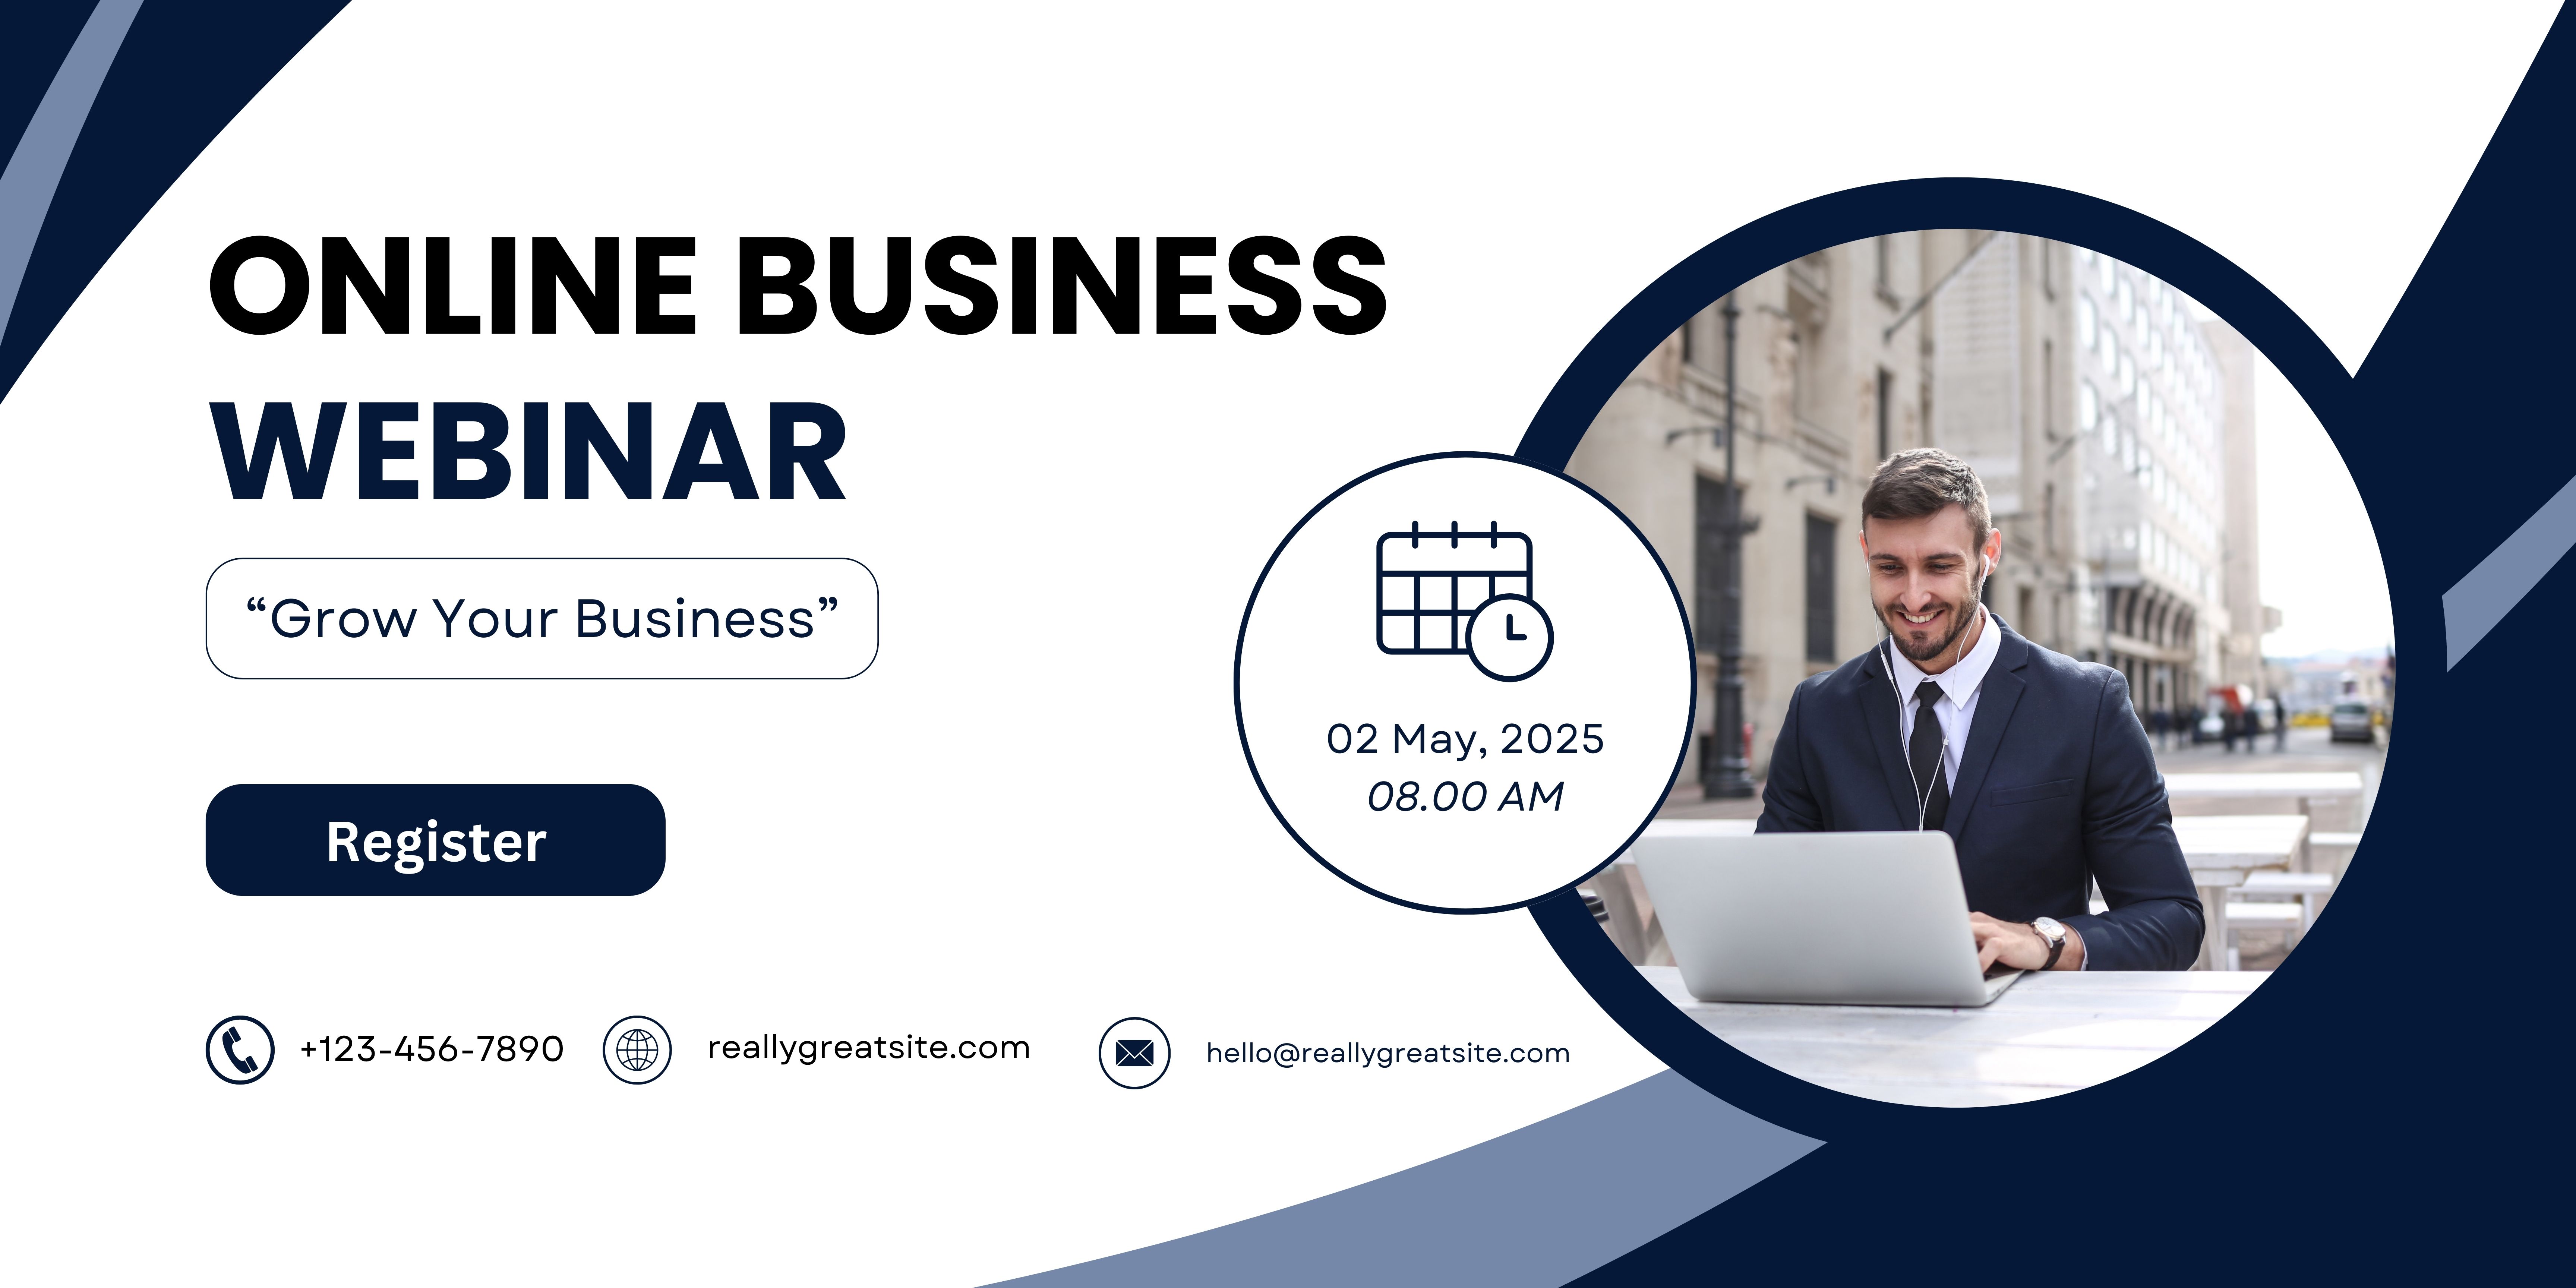 ONLINE BUSINESS
WEBINAR
“Grow Your Business”
Register
02 May, 2025
08.00 AM
+123-456-7890
reallygreatsite.com
hello@reallygreatsite.com